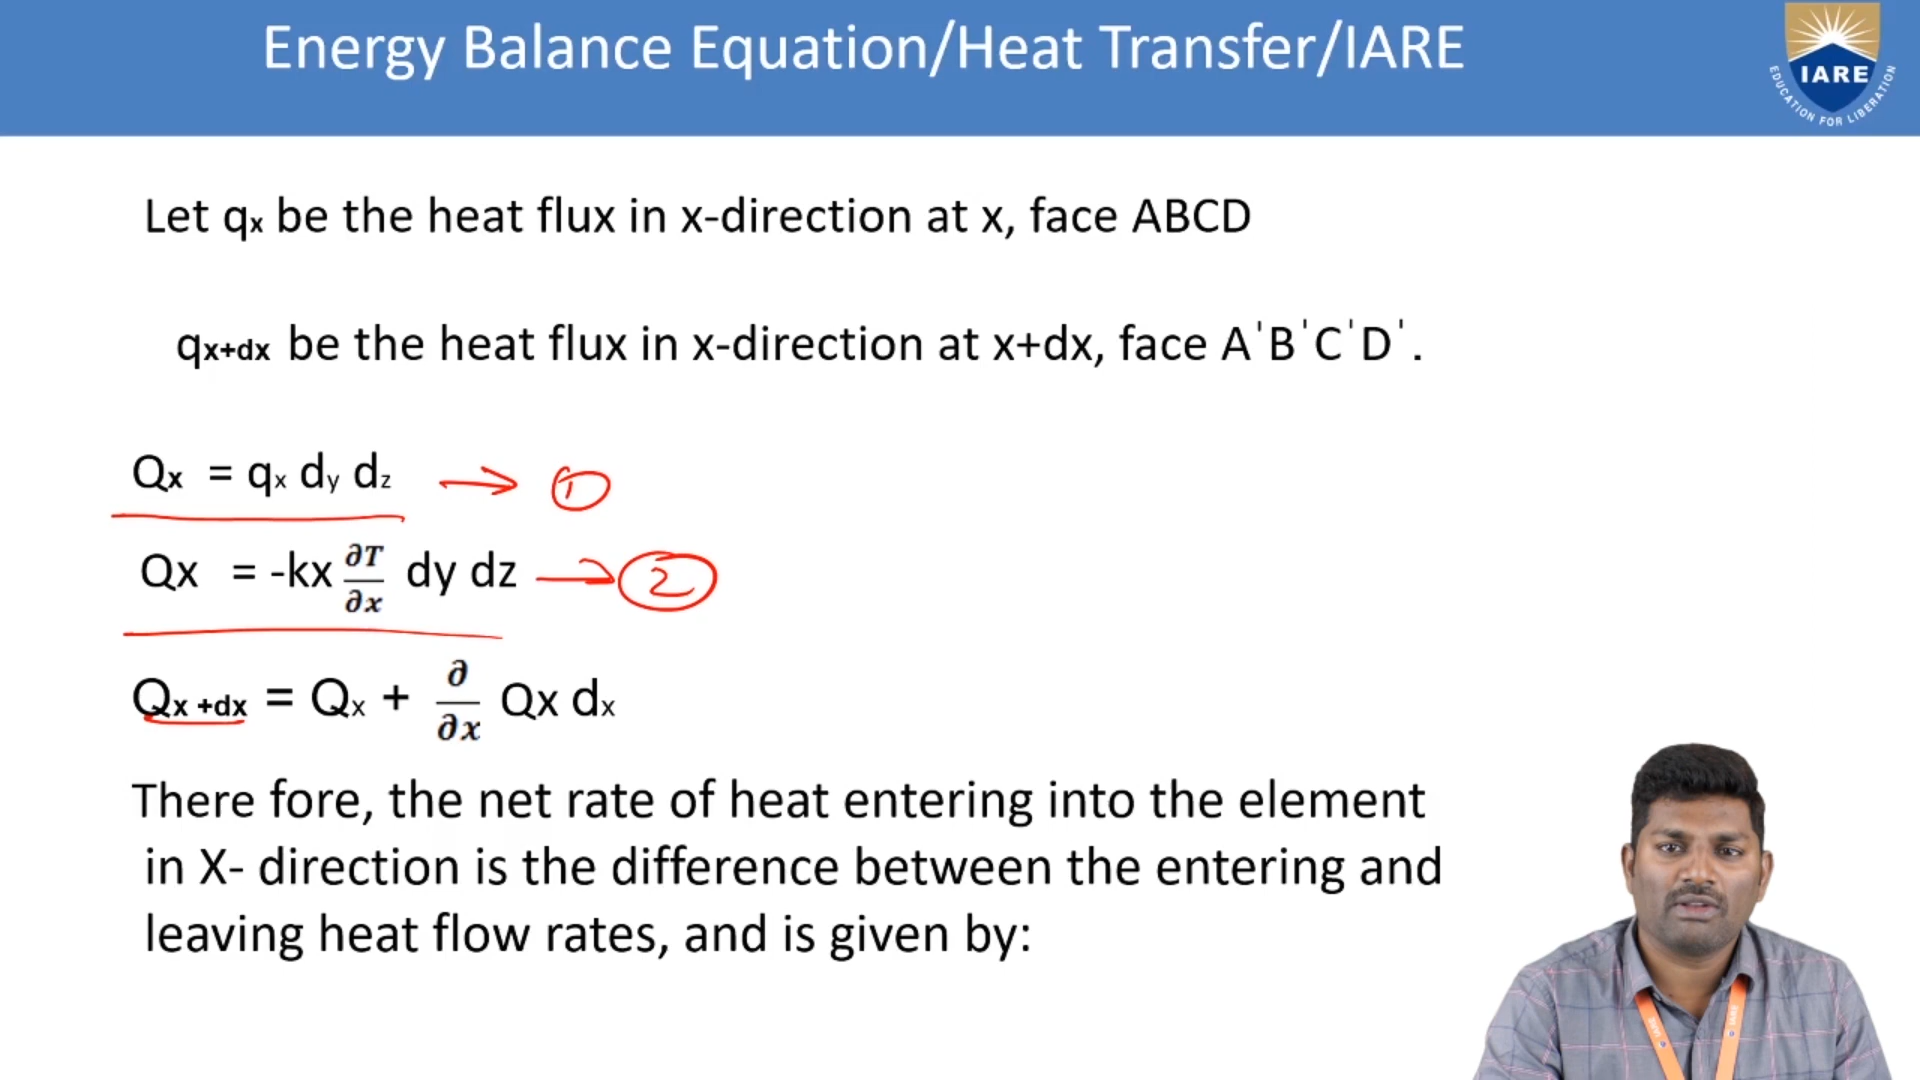 Energy Balance Equation/Heat Transfer/IARE
IARE
EDUCATION FOR LIBERATION
Let qx be the heat flux in x-direction at x, face ABCD
qx+dx be the heat flux in x-direction at x+dx, face A'B'C'D'.
Qx = qx dy dz → ①
Qx = -kx ∂T/∂x dy dz → ②
Qx +dx = Qx + ∂/∂x Qx dx
There fore, the net rate of heat entering into the element
in X- direction is the difference between the entering and
leaving heat flow rates, and is given by: